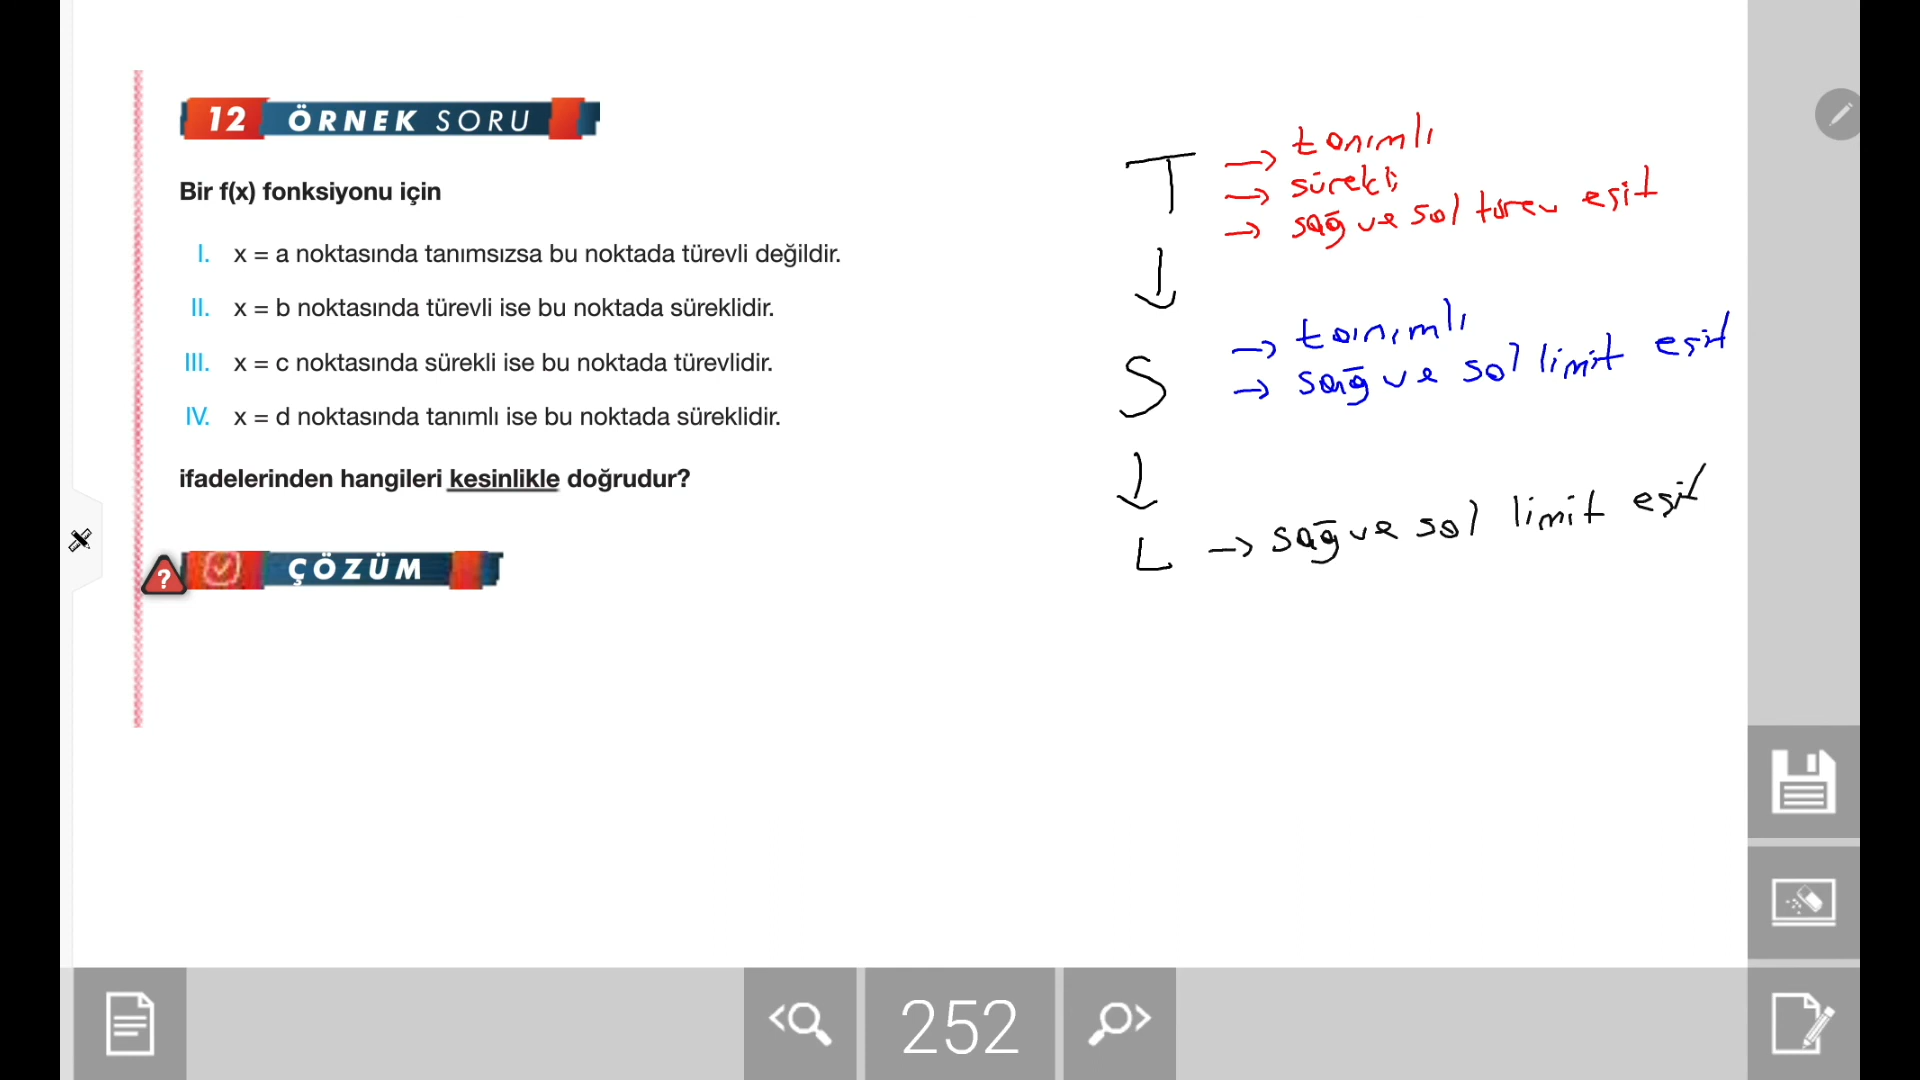 12 ÖRNEK SORU
Bir f(x) fonksiyonu için
I. x = a noktasında tanımsızsa bu noktada türevli değildir.
II. x = b noktasında türevli ise bu noktada süreklidir.
III. x = c noktasında sürekli ise bu noktada türevlidir.
IV. x = d noktasında tanımlı ise bu noktada süreklidir.
ifadelerinden hangileri kesinlikle doğrudur?
? ÇÖZÜM
T → tanımlı
→ sürekli
→ sağ ve sol türev eşit
↓
S → tanımlı
→ sağ ve sol limit eşit
↓
L → sağ ve sol limit eşit
252